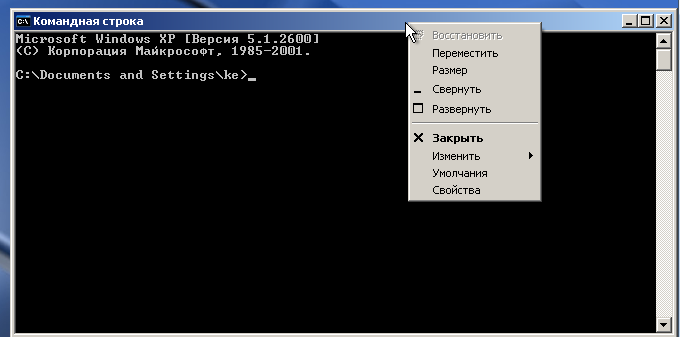 Командная строка
Microsoft Windows XP [Версия 5.1.2600]
(C) Корпорация Майкрософт, 1985-2001.
C:\Documents and Settings\ke>_
Восстановить
Переместить
Размер
Свернуть
Развернуть
Закрыть
Изменить
Умолчания
Свойства